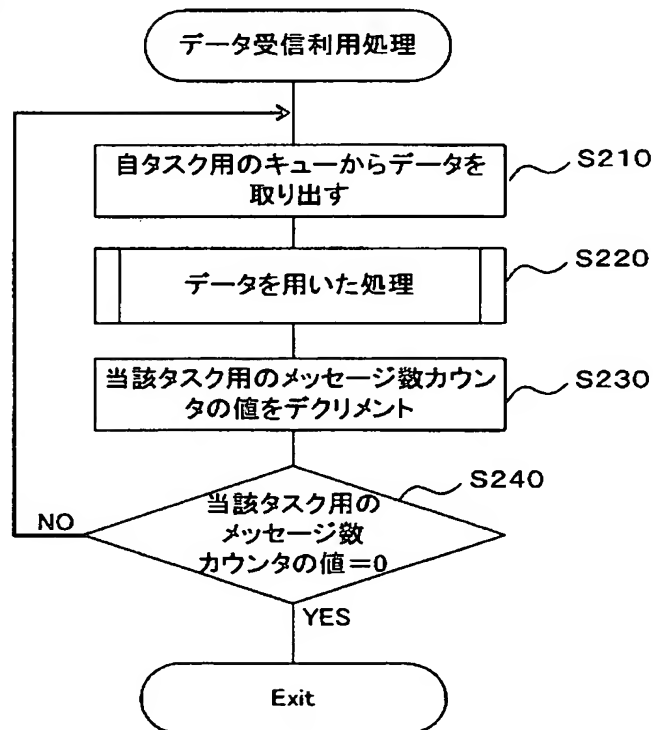 データ受信利用処理
自タスク用のキューからデータを
取り出す
S210
データを用いた処理
S220
当該タスク用のメッセージ数カウン
タの値をデクリメント
S230
S240
当該タスク用の
メッセージ数
カウンタの値=0
NO
YES
Exit